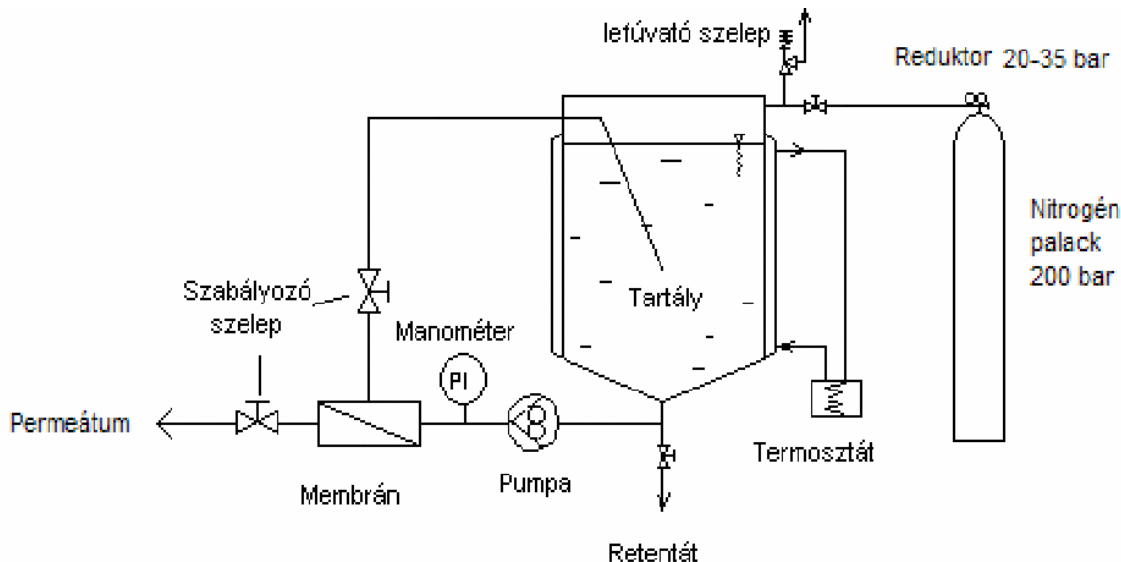 lefúvató szelep
Reduktor 20-35 bar
Nitrogén
palack
200 bar
Szabályozó
szelep
Manométer
Tartály
PI
Permeátum
Membrán
Pumpa
Termosztát
Retentát